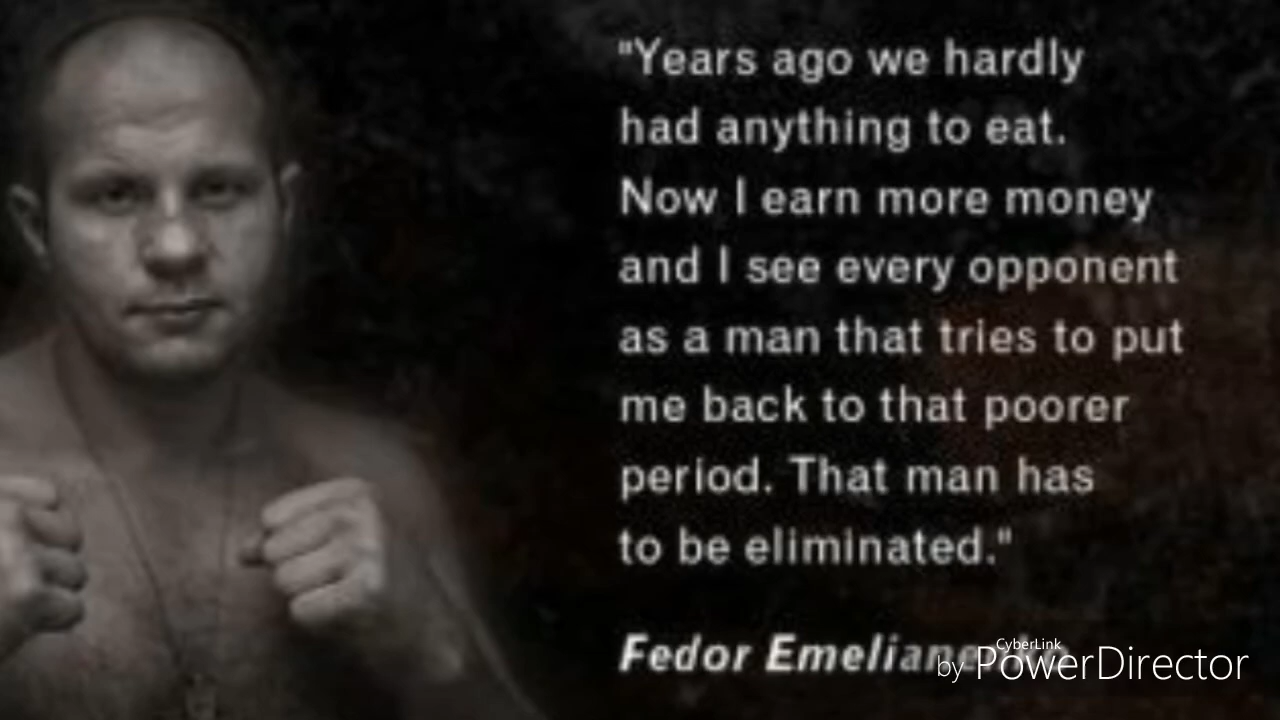 "Years ago we hardly
had anything to eat.
Now I earn more money
and I see every opponent
as a man that tries to put
me back to that poorer
period. That man has
to be eliminated."
Fedor
CyberLink
by PowerDirector